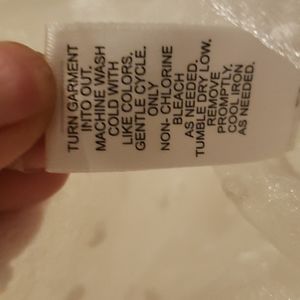 TURN GARMENT
INTO OUT.
MACHINE WASH
COLD WITH
LIKE COLORS.
GENTLE CYCLE.
ONLY
NON- CHLORINE
BLEACH
AS NEEDED.
TUMBLE DRY LOW.
REMOVE
PROMPTLY.
COOL IRON
AS NEEDED.